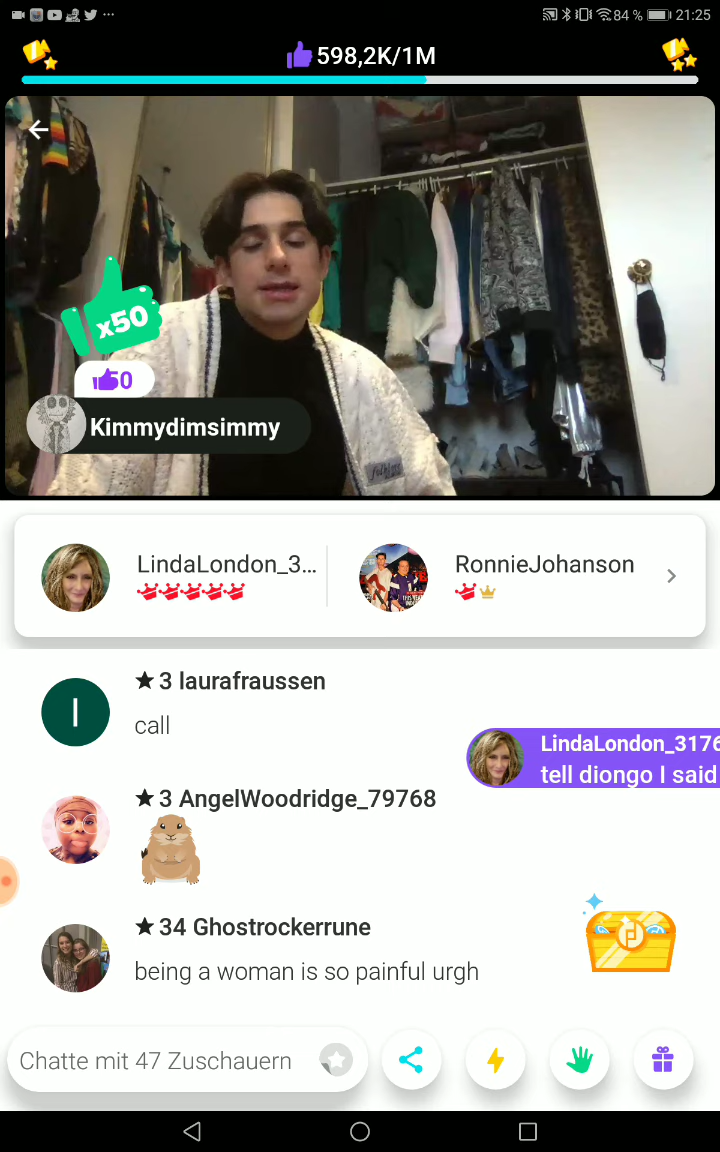 84 %
21:25
598,2K/1M
x50
50
Kimmydimsimmy
LindaLondon_3...
RonnieJohanson
★ 3 laurafraussen
call
LindaLondon_3176
tell diongo I said
★ 3 AngelWoodridge_79768
★ 34 Ghostrockerrune
being a woman is so painful urgh
Chatte mit 47 Zuschauern